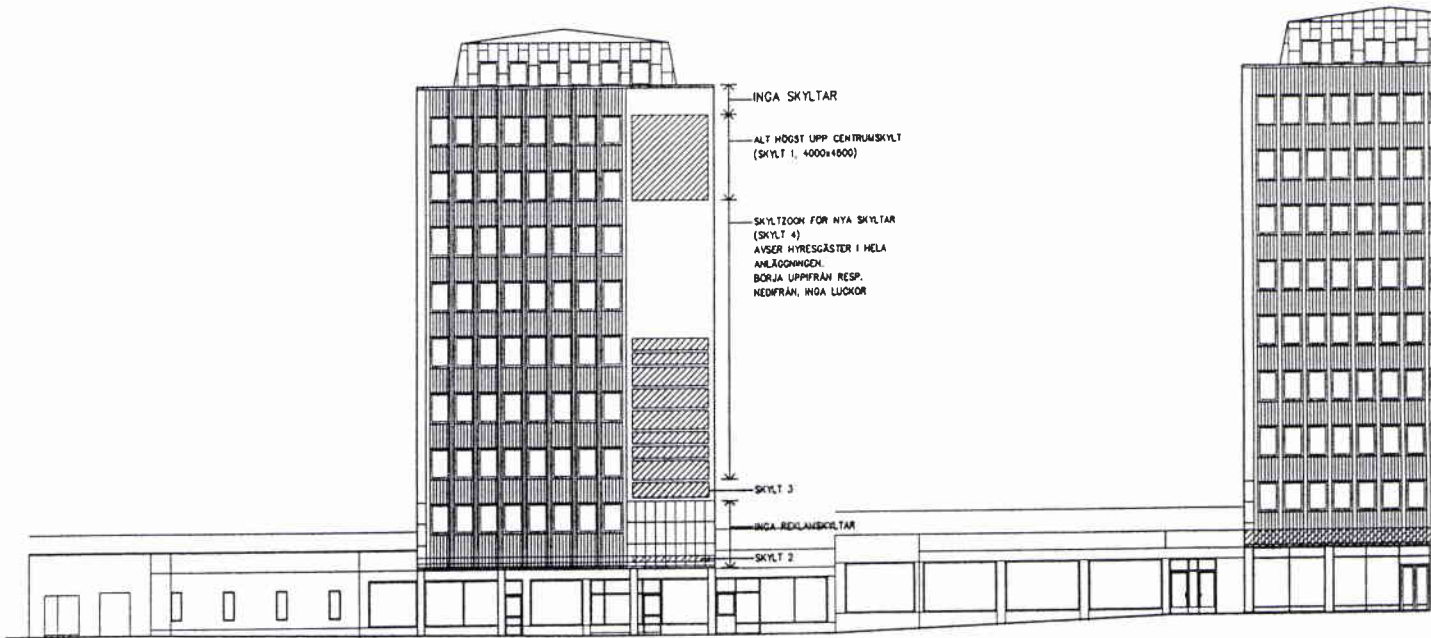 INGA SKYLTAR
ALT HÖGST UPP CENTRUMSKYLT
(SKYLT 1, 4000x4500)
SKYLTZOON FÖR NYA SKYLTAR
(SKYLT 4)
AVSER HYRESGÄSTER I HELA
ANLÄGGNINGEN.
BÖRJA UPPIFRÅN RESP.
NEDIFRÅN, INGA LUCKOR
SKYLT 3
INGA REKLAMSKYLTAR
SKYLT 2